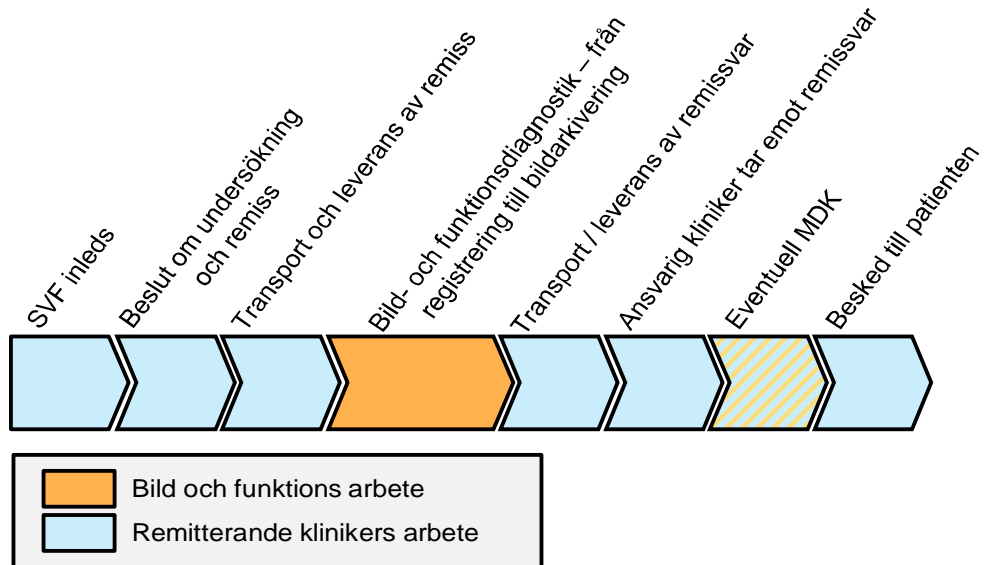 SVF inleds
Beslut om undersökning
och remiss
Transport och leverans av remiss
Bild- och funktionsdiagnostik – från
registrering till bildarkivering
Transport / leverans av remissvar
Ansvarig kliniker tar emot remissvar
Eventuell MDK
Besked till patienten
Bild och funktions arbete
Remitterande klinikers arbete